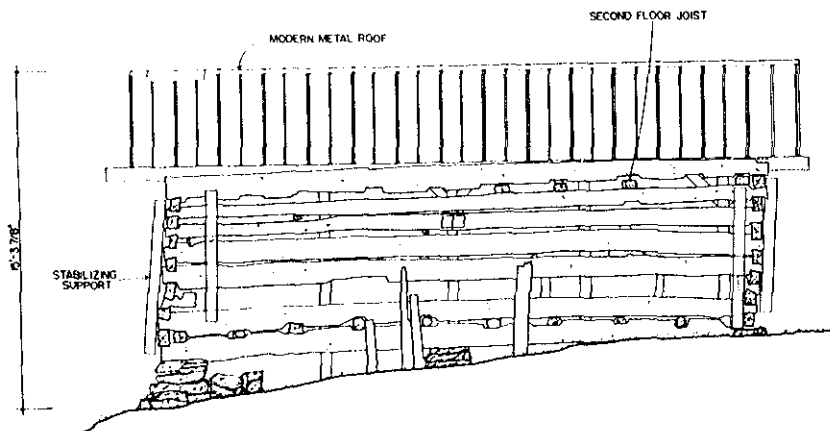 SECOND FLOOR JOIST
MODERN METAL ROOF
15'-3 7/8"
STABILIZING
SUPPORT